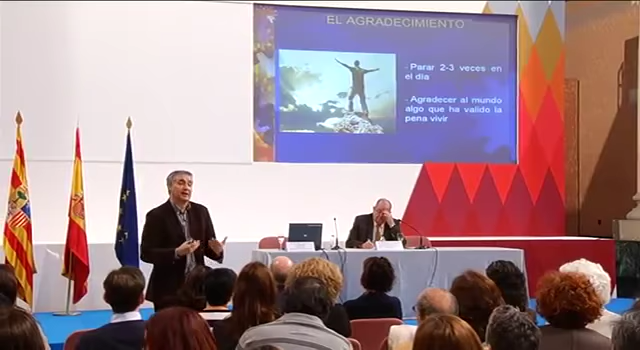 EL AGRADECIMIENTO
- Parar 2-3 veces en
el día
- Agradecer al mundo
algo que ha valido la
pena vivir